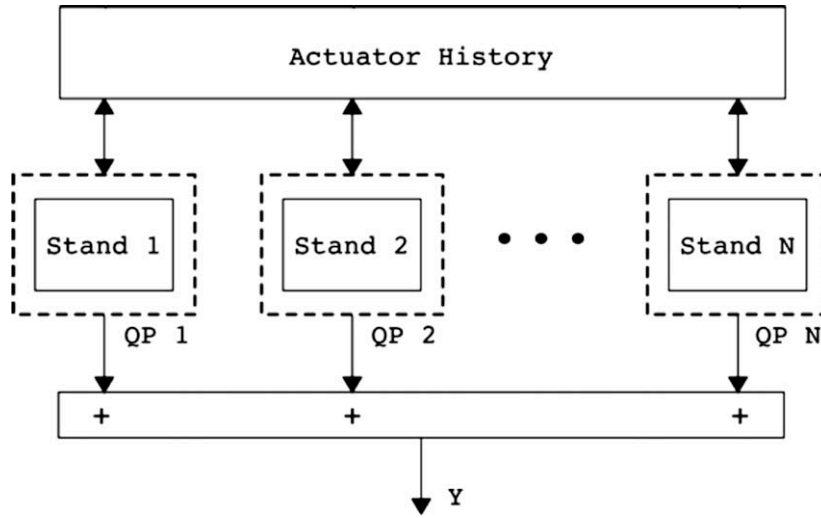 Actuator History
Stand 1
Stand 2
Stand N
QP 1
QP 2
QP N
+
+
+
Y